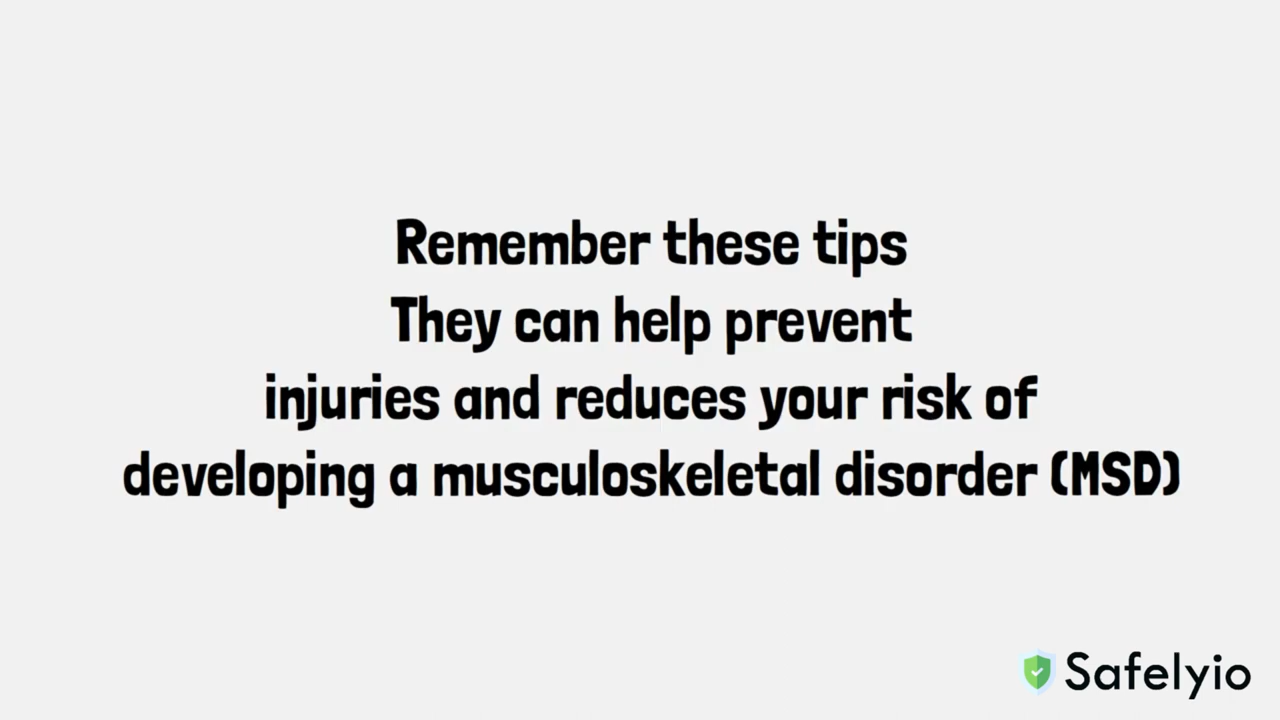 Remember these tips
They can help prevent
injuries and reduces your risk of
developing a musculoskeletal disorder (MSD)
Safelyio